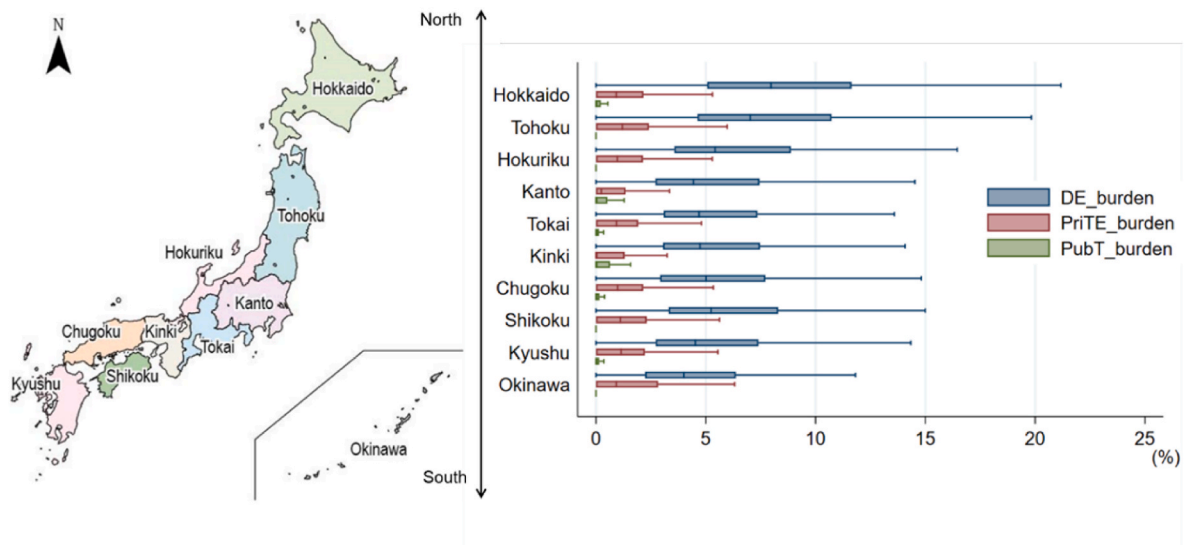 N
Hokkaido
Tohoku
Hokuriku
Kanto
Chugoku
Kinki
Tokai
Shikoku
Kyushu
Okinawa
North
South
Hokkaido
Tohoku
Hokuriku
Kanto
Tokai
Kinki
Chugoku
Shikoku
Kyushu
Okinawa
0 5 10 15 20 25
(%)
DE_burden
PriTE_burden
PubT_burden